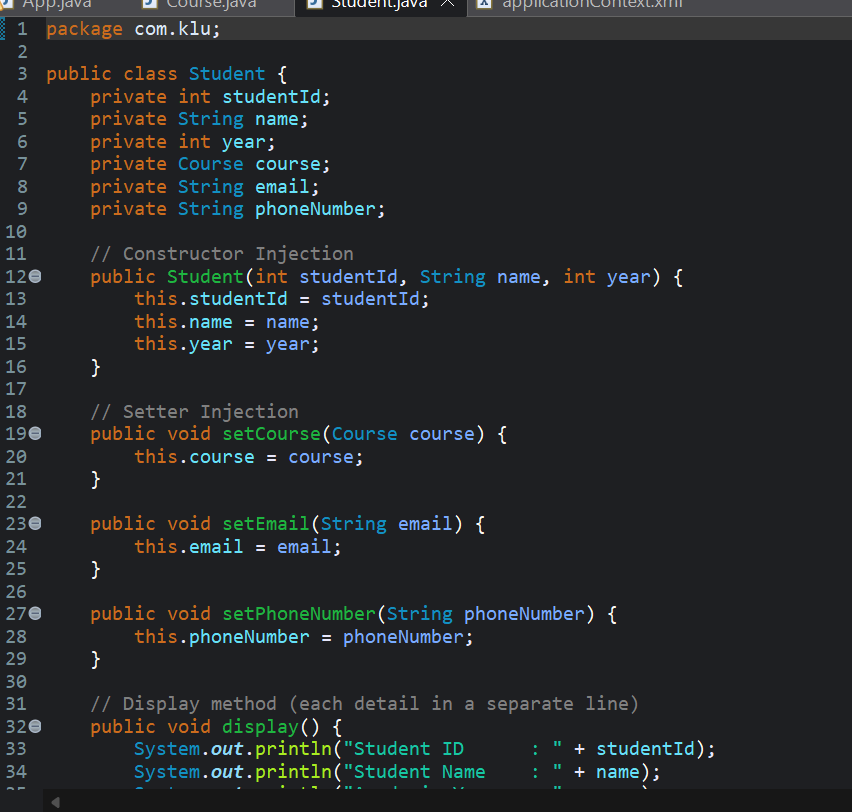 App.java Course.java Student.java applicationContext.xml
1 package com.klu;
2
3 public class Student {
4     private int studentId;
5     private String name;
6     private int year;
7     private Course course;
8     private String email;
9     private String phoneNumber;
10
11     // Constructor Injection
12     public Student(int studentId, String name, int year) {
13         this.studentId = studentId;
14         this.name = name;
15         this.year = year;
16     }
17
18     // Setter Injection
19     public void setCourse(Course course) {
20         this.course = course;
21     }
22
23     public void setEmail(String email) {
24         this.email = email;
25     }
26
27     public void setPhoneNumber(String phoneNumber) {
28         this.phoneNumber = phoneNumber;
29     }
30
31     // Display method (each detail in a separate line)
32     public void display() {
33         System.out.println("Student ID      : " + studentId);
34         System.out.println("Student Name    : " + name);